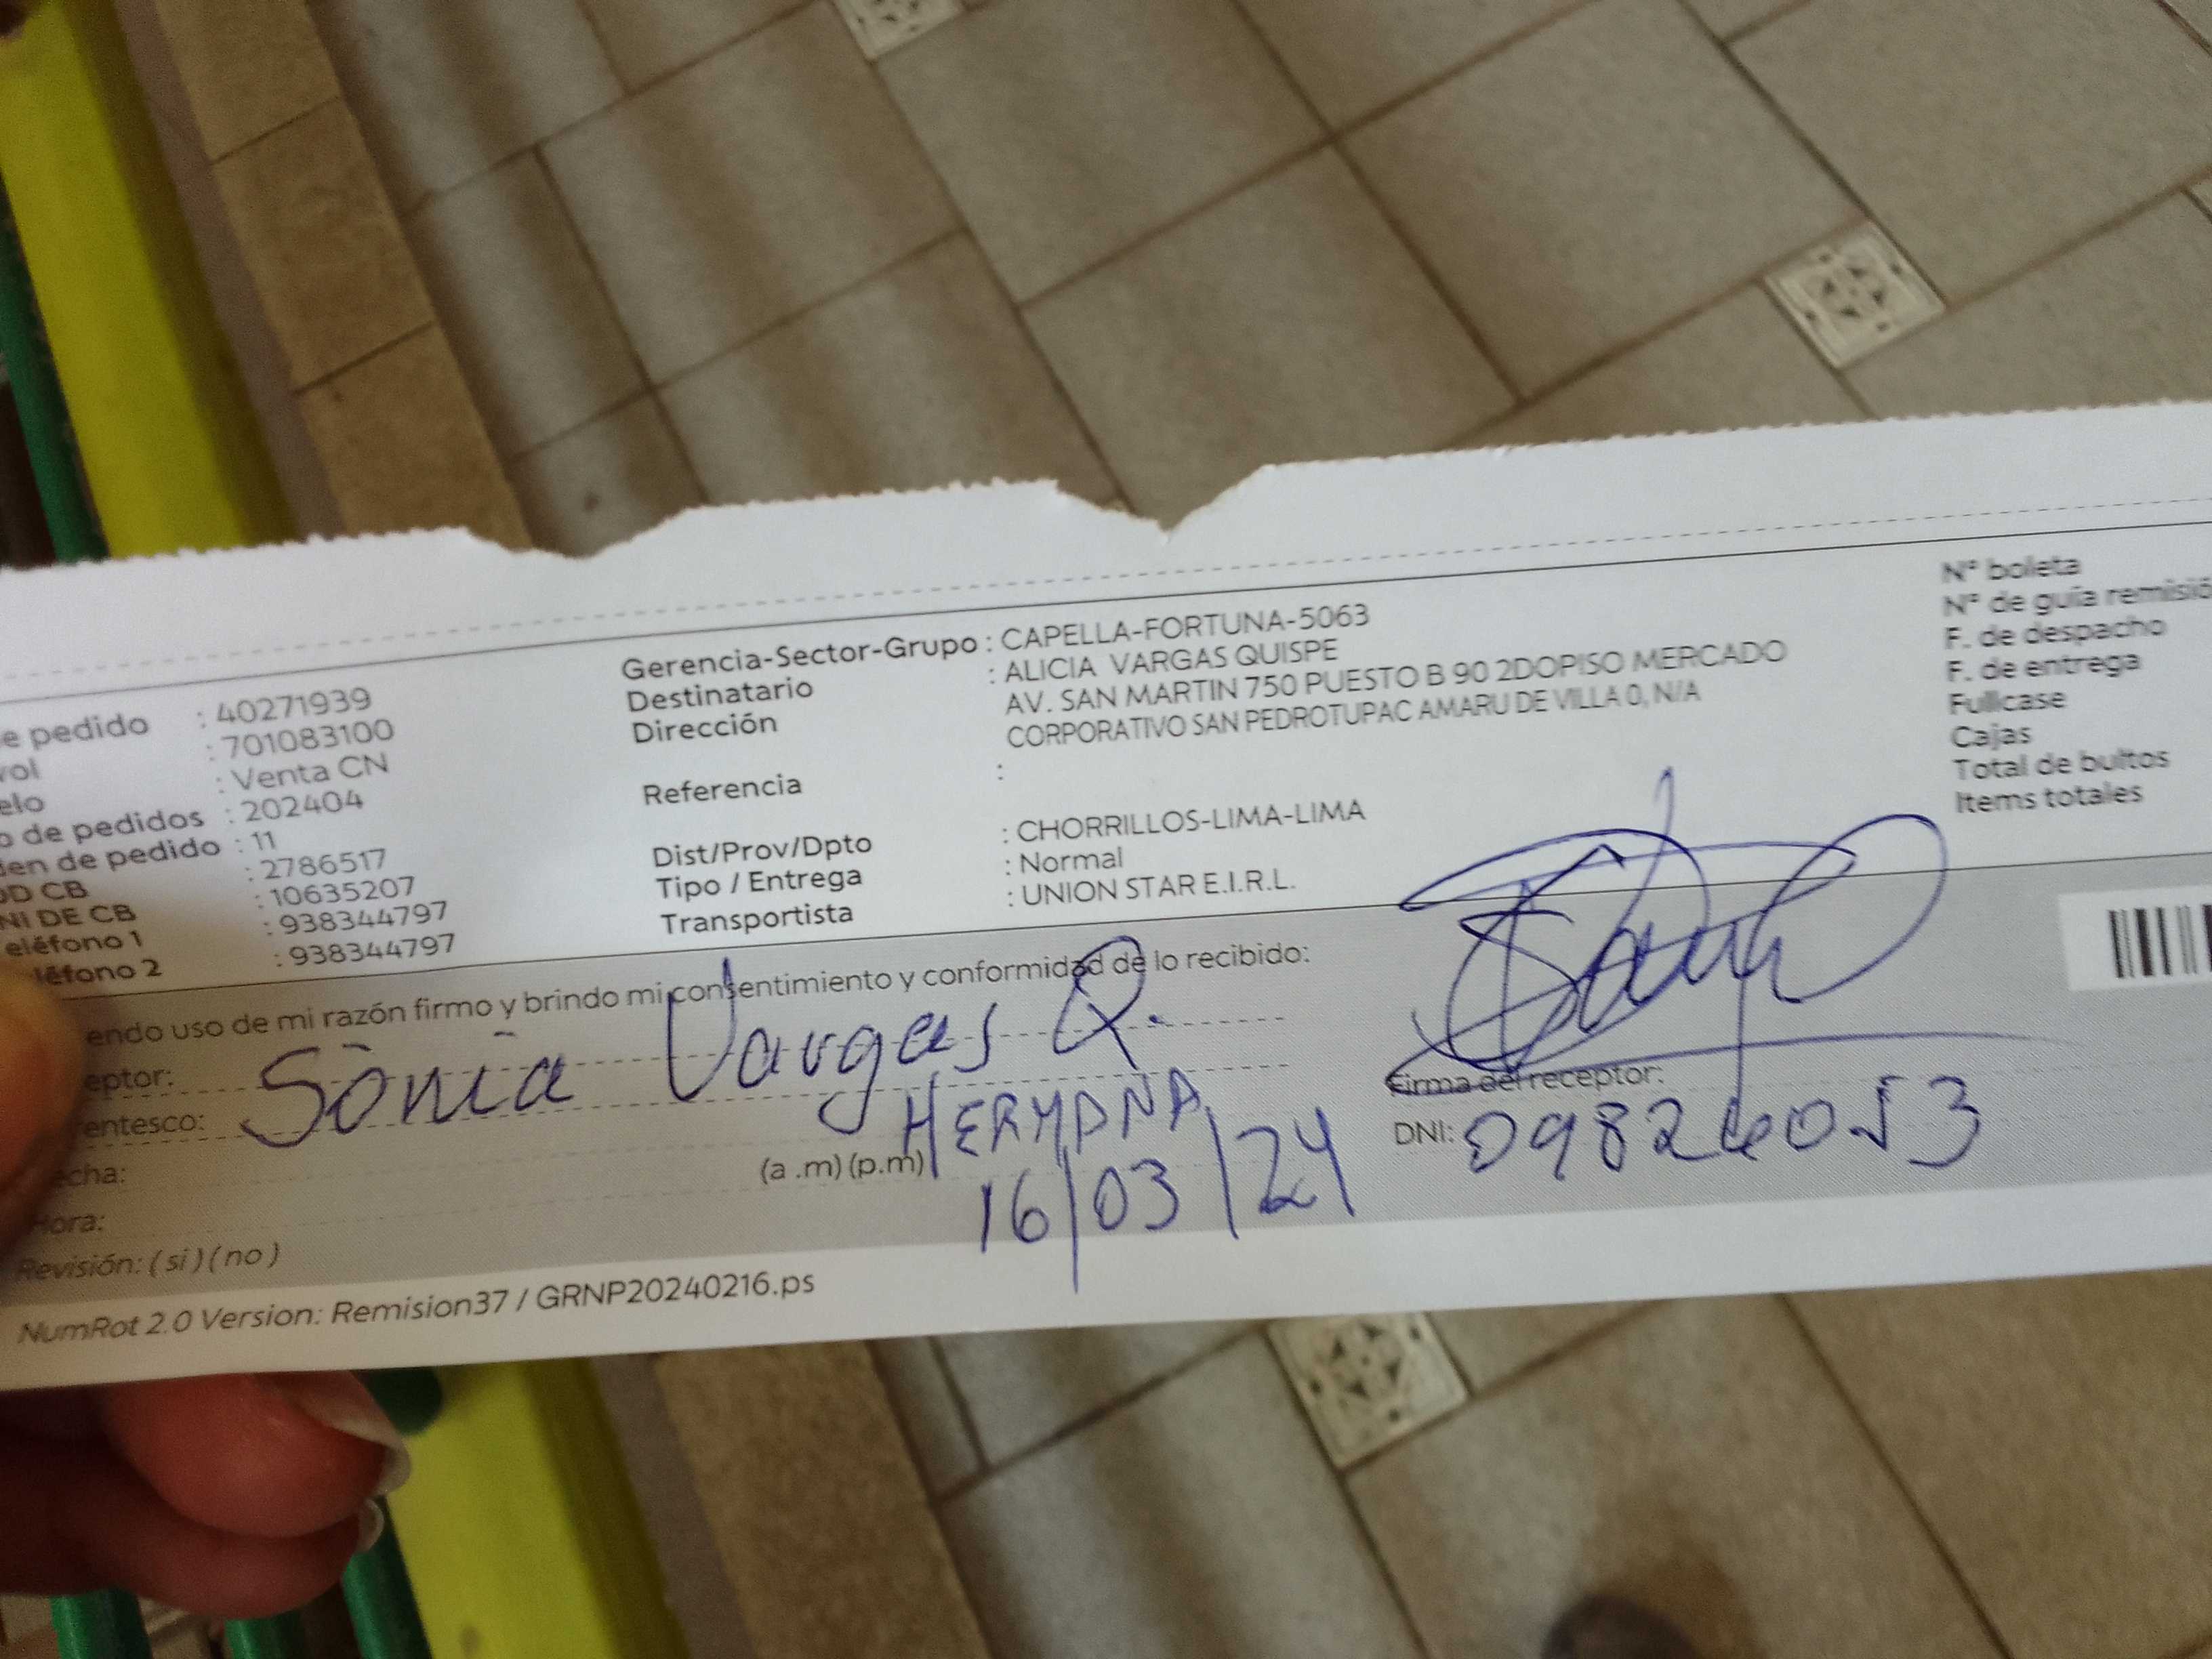 e pedido : 40271939
rol : 701083100
elo : Venta CN
o de pedidos : 202404
den de pedido : 11
OD CB : 2786517
NI DE CB : 10635207
eléfono 1 : 938344797
léfono 2 : 938344797
Gerencia-Sector-Grupo : CAPELLA-FORTUNA-5063
Destinatario : ALICIA VARGAS QUISPE
Dirección AV. SAN MARTIN 750 PUESTO B 90 2DOPISO MERCADO
CORPORATIVO SAN PEDROTUPAC AMARU DE VILLA 0, N/A
Referencia :
Dist/Prov/Dpto : CHORRILLOS-LIMA-LIMA
Tipo / Entrega : Normal
Transportista : UNION STAR E.I.R.L.
N° boleta
N° de guía remisió
F. de despacho
F. de entrega
Fullcase
Cajas
Total de bultos
Items totales
endo uso de mi razón firmo y brindo mi consentimiento y conformidad de lo recibido:
eptor: Sonia Vargas Q.
entesco: HERMANA
echa: 16/03/24
(a .m) (p.m)
Hora:
Revisión: ( si ) ( no )
Firma del receptor:
DNI: 09826053
NumRot 2.0 Version: Remision37 / GRNP20240216.ps